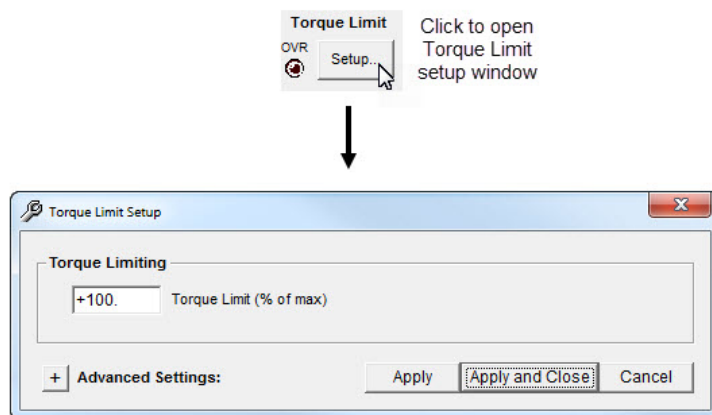 Torque Limit
OVR
Setup...
Click to open
Torque Limit
setup window
Torque Limit Setup
Torque Limiting
+100.
Torque Limit (% of max)
+ Advanced Settings:
Apply
Apply and Close
Cancel